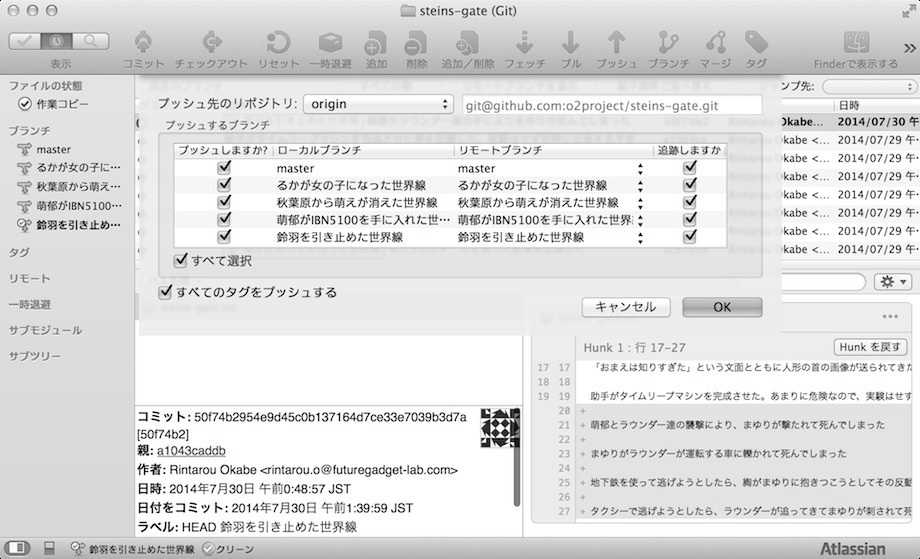 steins-gate (Git)
表示
コミット
チェックアウト
リセット
一時退避
追加
削除
追加／削除
フェッチ
プル
プッシュ
ブランチ
マージ
タグ
Finderで表示する
ファイルの状態
作業コピー
ブランチ
master
るかが女の子に…
秋葉原から萌え…
萌郁がIBN5100…
鈴羽を引き止め…
タグ
リモート
一時退避
サブモジュール
サブツリー
プッシュ先のリポジトリ:
origin
git@github.com:o2project/steins-gate.git
プッシュするブランチ
プッシュしますか? ローカルブランチ リモートブランチ 追跡しますか
master master
るかが女の子になった世界線 るかが女の子になった世界線
秋葉原から萌えが消えた世界線 秋葉原から萌えが消えた世界線
萌郁がIBN5100を手に入れた世… 萌郁がIBN5100を手に入れた世
鈴羽を引き止めた世界線 鈴羽を引き止めた世界線
すべて選択
すべてのタグをプッシュする
キャンセル
OK
ンプ先:
日時
Okabe <… 2014/07/30 午
Okabe <… 2014/07/29 午
Okabe <… 2014/07/29 午
Okabe <… 2014/07/29 午
Okabe <… 2014/07/29 午
Okabe <… 2014/07/29 午
Okabe <… 2014/07/29 午
Hunk 1：行 17-27
Hunk を戻す
17 17 「おまえは知りすぎた」という文面とともに人形の首の画像が送られてきた
18 18
19 19 助手がタイムリープマシンを完成させた。あまりに危険なので、実験はせず
20 +
21 + 萌郁とラウンダー達の襲撃により、まゆりが撃たれて死んでしまった
22 +
23 + まゆりがラウンダーが運転する車に轢かれて死んでしまった
24 +
25 + 地下鉄を使って逃げようとしたら、綯がまゆりに抱きつこうとしてその反動
26 +
27 + タクシーで逃げようとしたら、ラウンダーが追ってきてまゆりが刺されて死
コミット: 50f74b2954e9d45c0b137164d7ce33e7039b3d7a
[50f74b2]
親: a1043caddb
作者: Rintarou Okabe <rintarou.o@futuregadget-lab.com>
日時: 2014年7月30日 午前0:48:57 JST
日付をコミット: 2014年7月30日 午前1:39:59 JST
ラベル: HEAD 鈴羽を引き止めた世界線
鈴羽を引き止めた世界線
クリーン
Atlassian